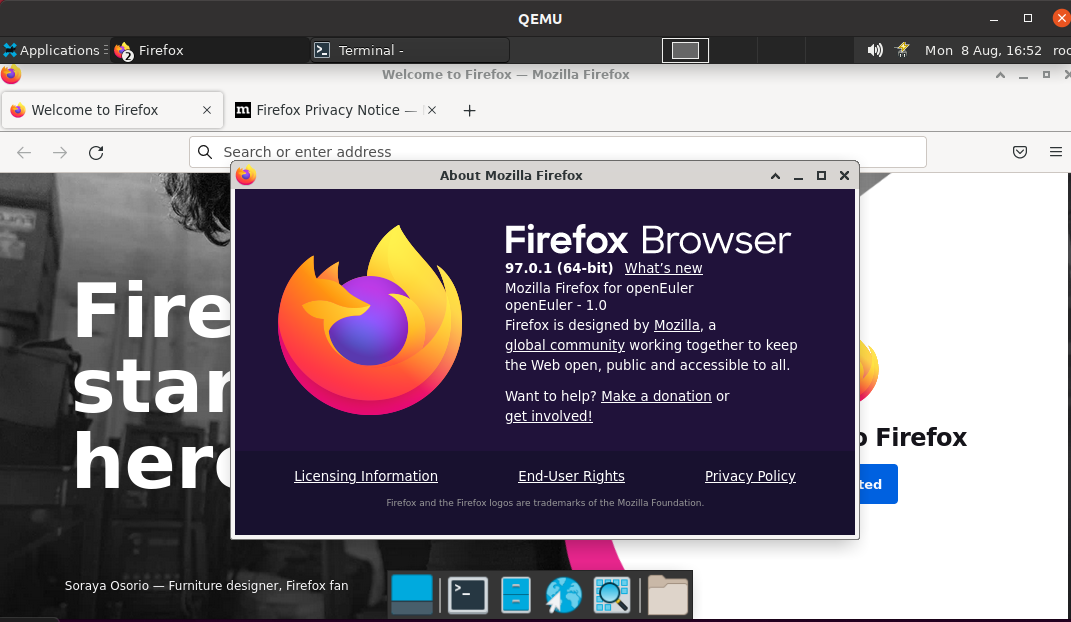 QEMU
Applications
2
Firefox
Terminal -
Mon 8 Aug, 16:52
roo
Welcome to Firefox — Mozilla Firefox
Welcome to Firefox
m
Firefox Privacy Notice —
Search or enter address
About Mozilla Firefox
Firefox Browser
97.0.1 (64-bit) What's new
Mozilla Firefox for openEuler
openEuler - 1.0
Firefox is designed by Mozilla, a
global community working together to keep
the Web open, public and accessible to all.
Want to help? Make a donation or
get involved!
Licensing Information
End-User Rights
Privacy Policy
Firefox and the Firefox logos are trademarks of the Mozilla Foundation.
Fire
star
here
o Firefox
ted
Soraya Osorio — Furniture designer, Firefox fan